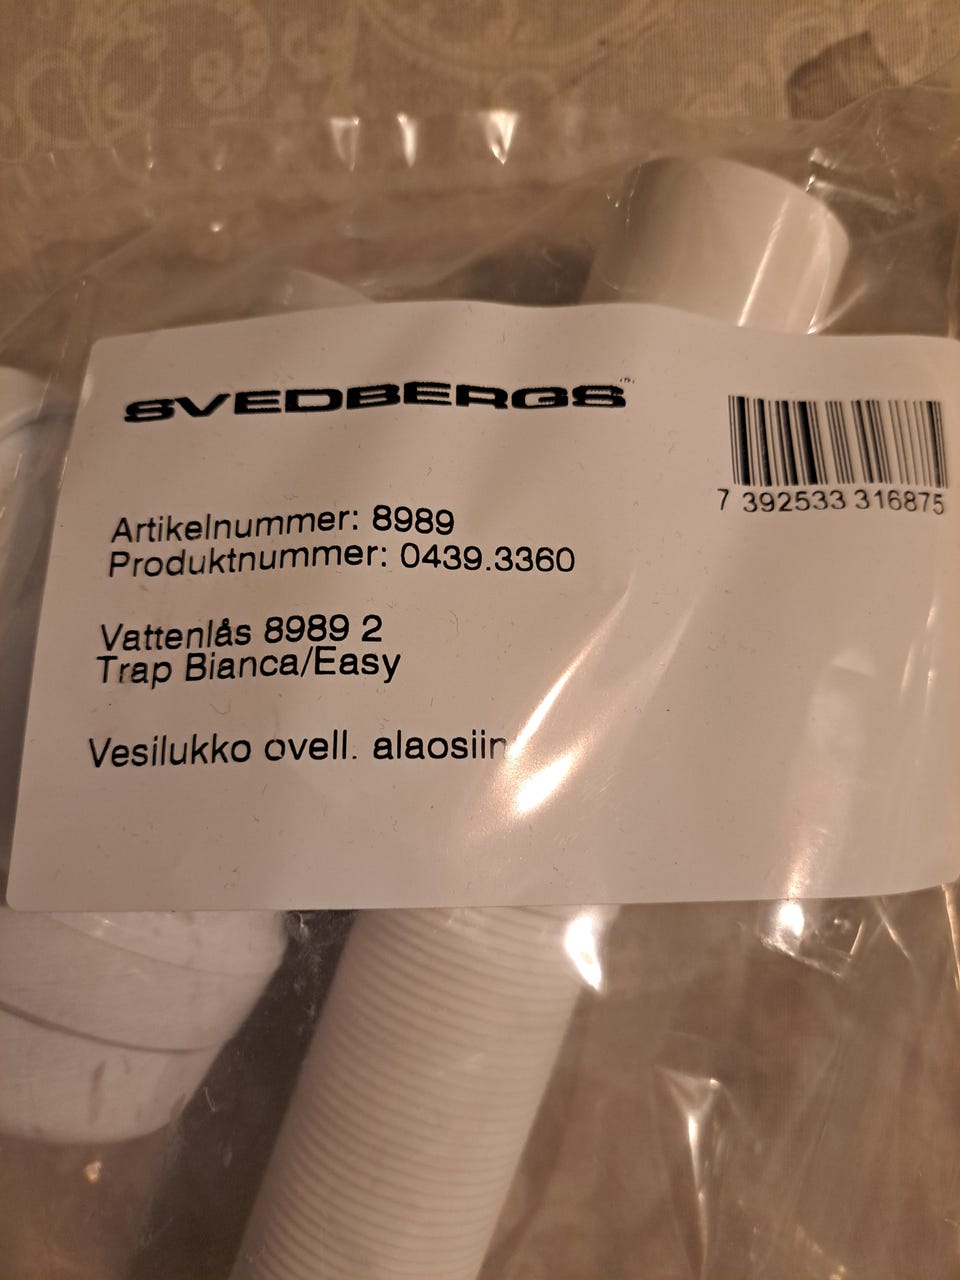 SVEDBERGS
7 392533 316875
Artikelnummer: 8989
Produktnummer: 0439.3360
Vattenlås 8989 2
Trap Bianca/Easy
Vesilukko ovell. alaosiin